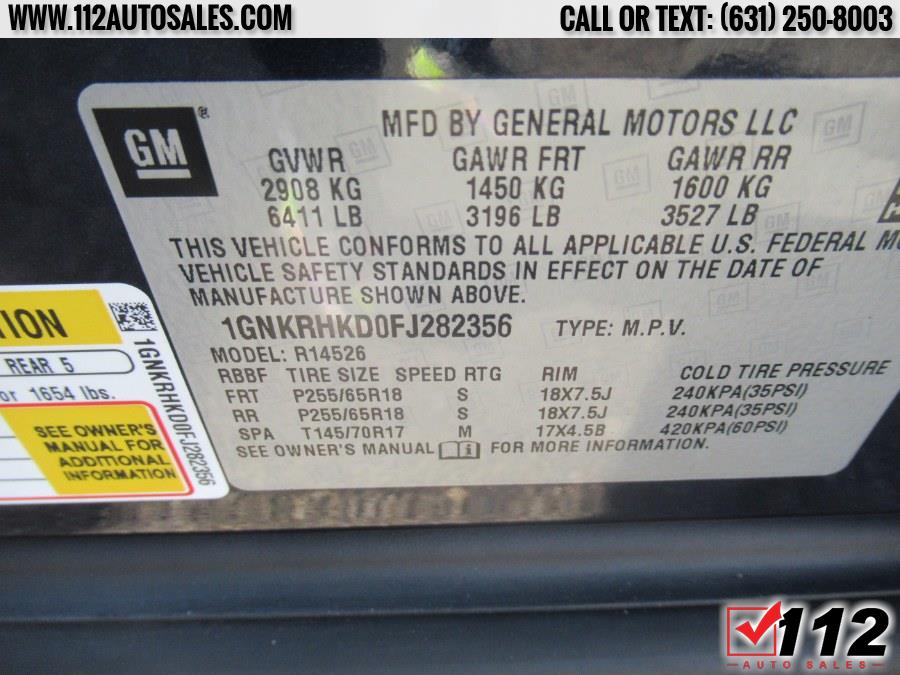 WWW.112AUTOSALES.COM
CALL OR TEXT: (631) 250-8003
GM ®
MFD BY GENERAL MOTORS LLC
GVWR GAWR FRT GAWR RR
2908 KG 1450 KG 1600 KG
6411 LB 3196 LB 3527 LB
THIS VEHICLE CONFORMS TO ALL APPLICABLE U.S. FEDERAL
VEHICLE SAFETY STANDARDS IN EFFECT ON THE DATE OF
MANUFACTURE SHOWN ABOVE.
1GNKRHKD0FJ282356 TYPE: M.P.V.
MODEL: R14526
RBBF TIRE SIZE SPEED RTG RIM COLD TIRE PRESSURE
FRT P255/65R18 S 18X7.5J 240KPA(35PSI)
RR P255/65R18 S 18X7.5J 240KPA(35PSI)
SPA T145/70R17 M 17X4.5B 420KPA(60PSI)
SEE OWNER'S MANUAL FOR MORE INFORMATION.
REAR 5
or 1654 lbs.
SEE OWNER'S
MANUAL FOR
ADDITIONAL
INFORMATION
1GNKRHKD0FJ282356
112
AUTO SALES